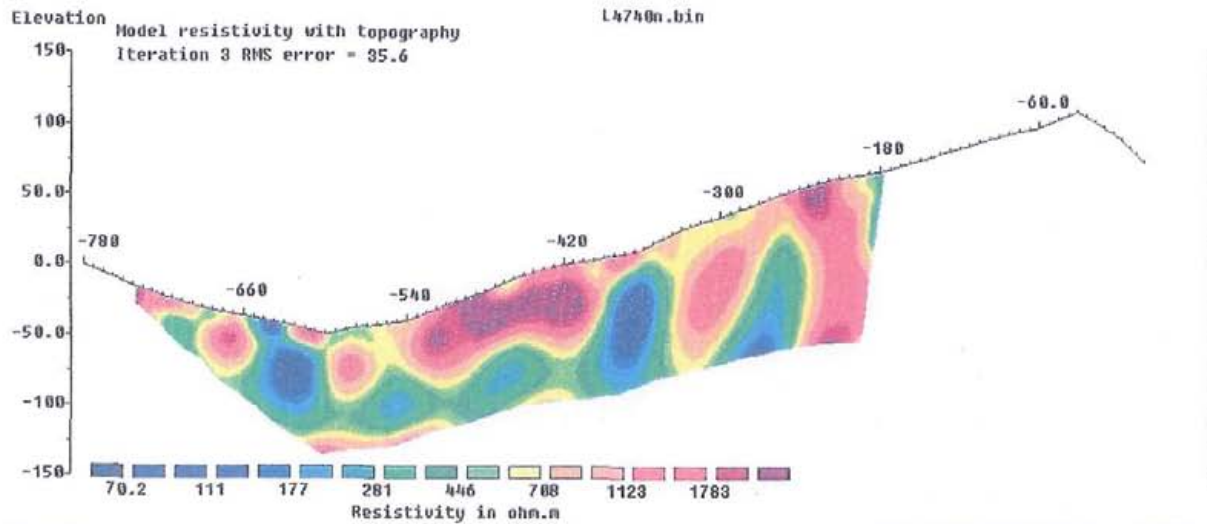 Elevation
L4740n.bin
Model resistivity with topography
Iteration 3 RMS error = 35.6
150
100
50.0
0.0
-50.0
-100
-150
-780
-660
-540
-420
-300
-180
-60.0
70.2 111 177 281 446 708 1123 1783
Resistivity in ohm.m